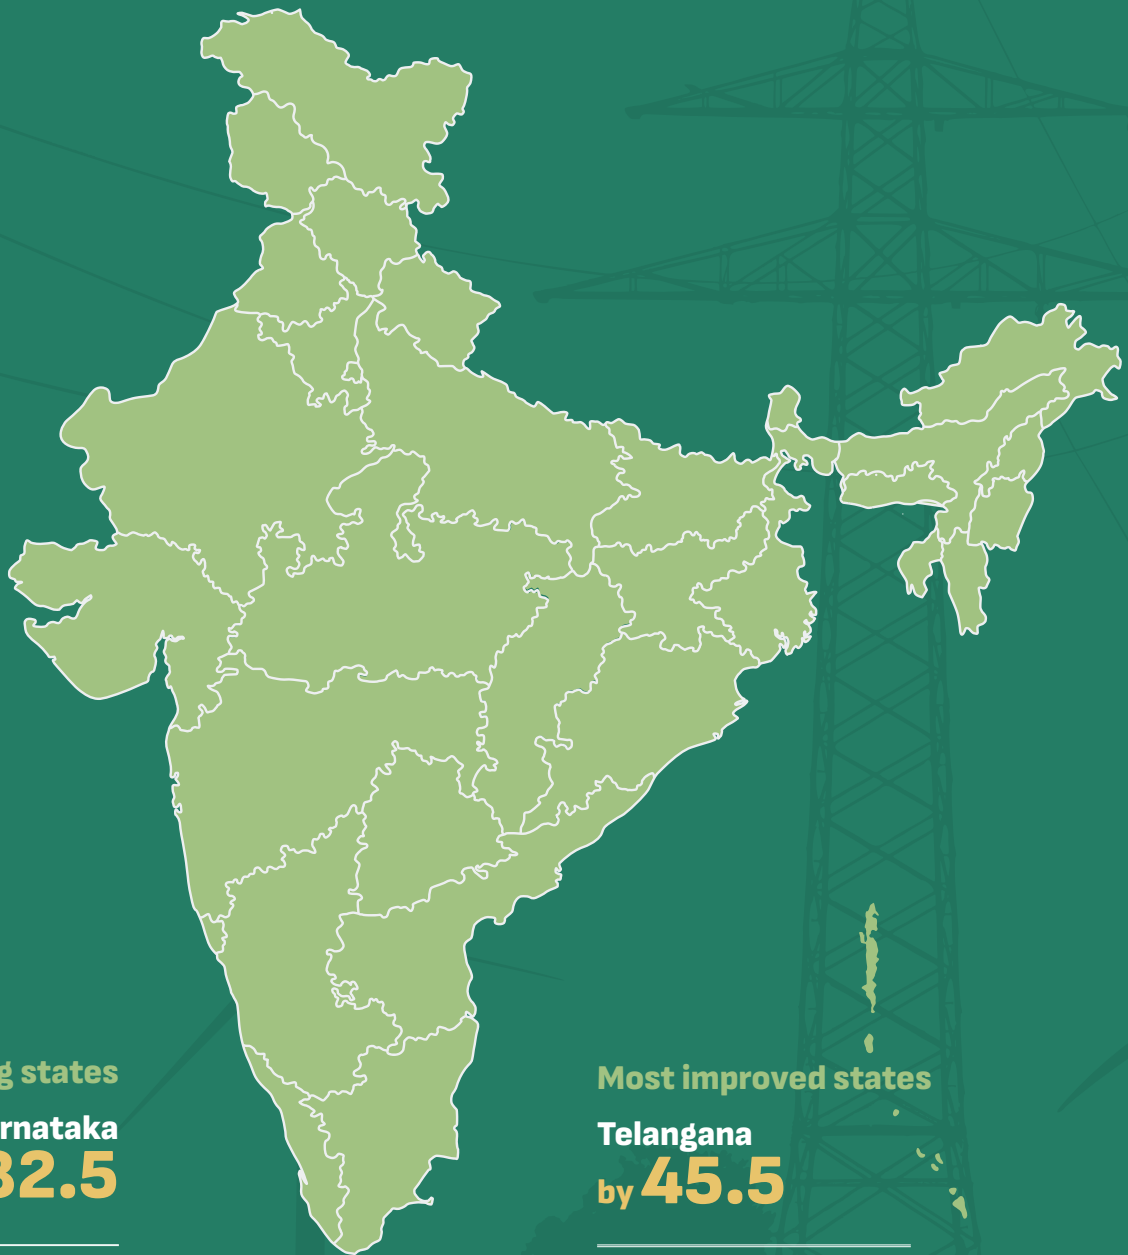 g states
rnataka
32.5
Most improved states
Telangana
by 45.5